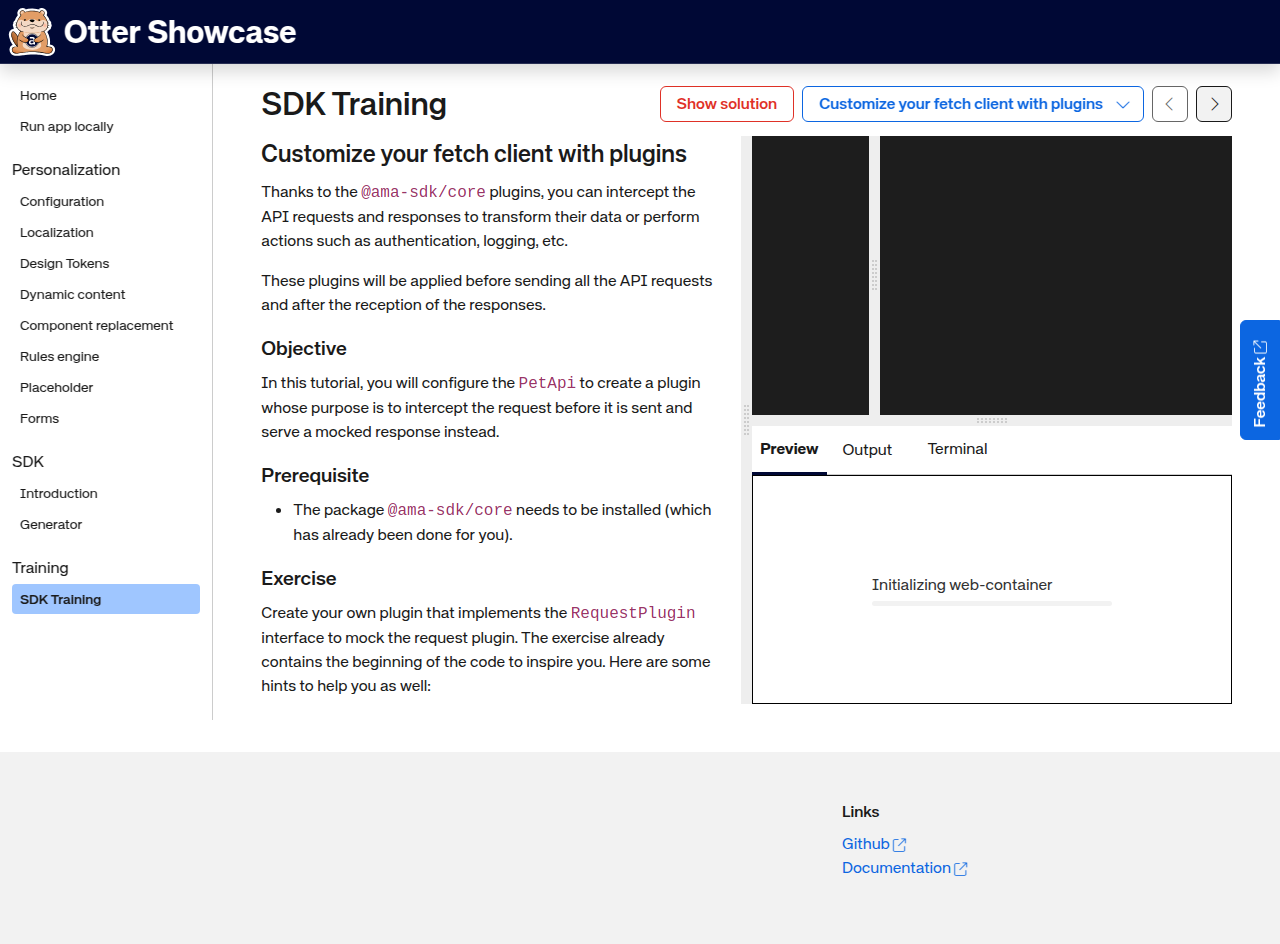 Otter Showcase
Home
Run app locally
Personalization
Configuration
Localization
Design Tokens
Dynamic content
Component replacement
Rules engine
Placeholder
Forms
SDK
Introduction
Generator
Training
SDK Training
SDK Training
Show solution
Customize your fetch client with plugins
Customize your fetch client with plugins
Thanks to the @ama-sdk/core plugins, you can intercept the
API requests and responses to transform their data or perform
actions such as authentication, logging, etc.
These plugins will be applied before sending all the API requests
and after the reception of the responses.
Objective
In this tutorial, you will configure the PetApi to create a plugin
whose purpose is to intercept the request before it is sent and
serve a mocked response instead.
Prerequisite
• The package @ama-sdk/core needs to be installed (which
has already been done for you).
Exercise
Create your own plugin that implements the RequestPlugin
interface to mock the request plugin. The exercise already
contains the beginning of the code to inspire you. Here are some
hints to help you as well:
Preview
Output
Terminal
Initializing web-container
Feedback
Links
Github
Documentation